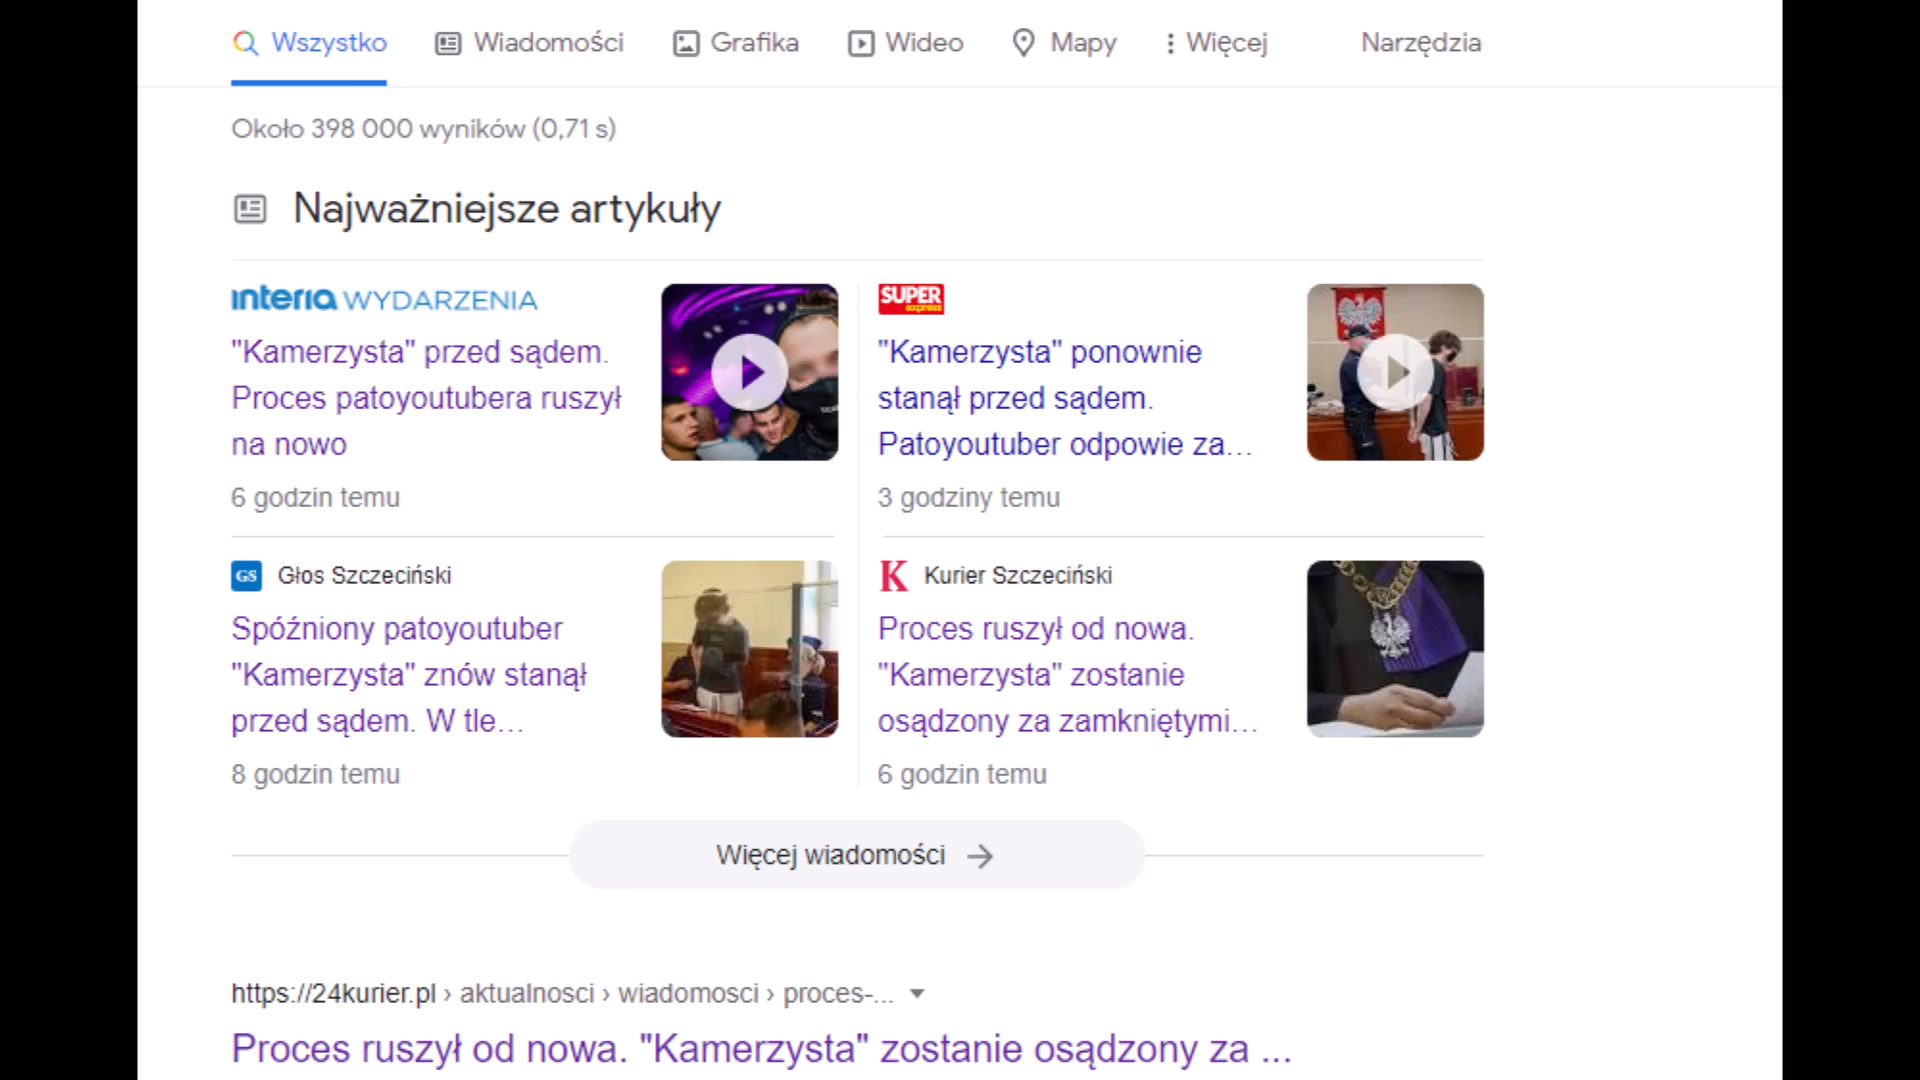 Wszystko Wiadomości Grafika Wideo Mapy Więcej Narzędzia
Około 398 000 wyników (0,71 s)
Najważniejsze artykuły
interia WYDARZENIA
"Kamerzysta" przed sądem.
Proces patoyoutubera ruszył
na nowo
6 godzin temu
SUPER
express
"Kamerzysta" ponownie
stanął przed sądem.
Patoyoutuber odpowie za...
3 godziny temu
GS Głos Szczeciński
Spóźniony patoyoutuber
"Kamerzysta" znów stanął
przed sądem. W tle...
8 godzin temu
K Kurier Szczeciński
Proces ruszył od nowa.
"Kamerzysta" zostanie
osądzony za zamkniętymi...
6 godzin temu
Więcej wiadomości →
https://24kurier.pl › aktualnosci › wiadomosci › proces-...
Proces ruszył od nowa. "Kamerzysta" zostanie osądzony za ...